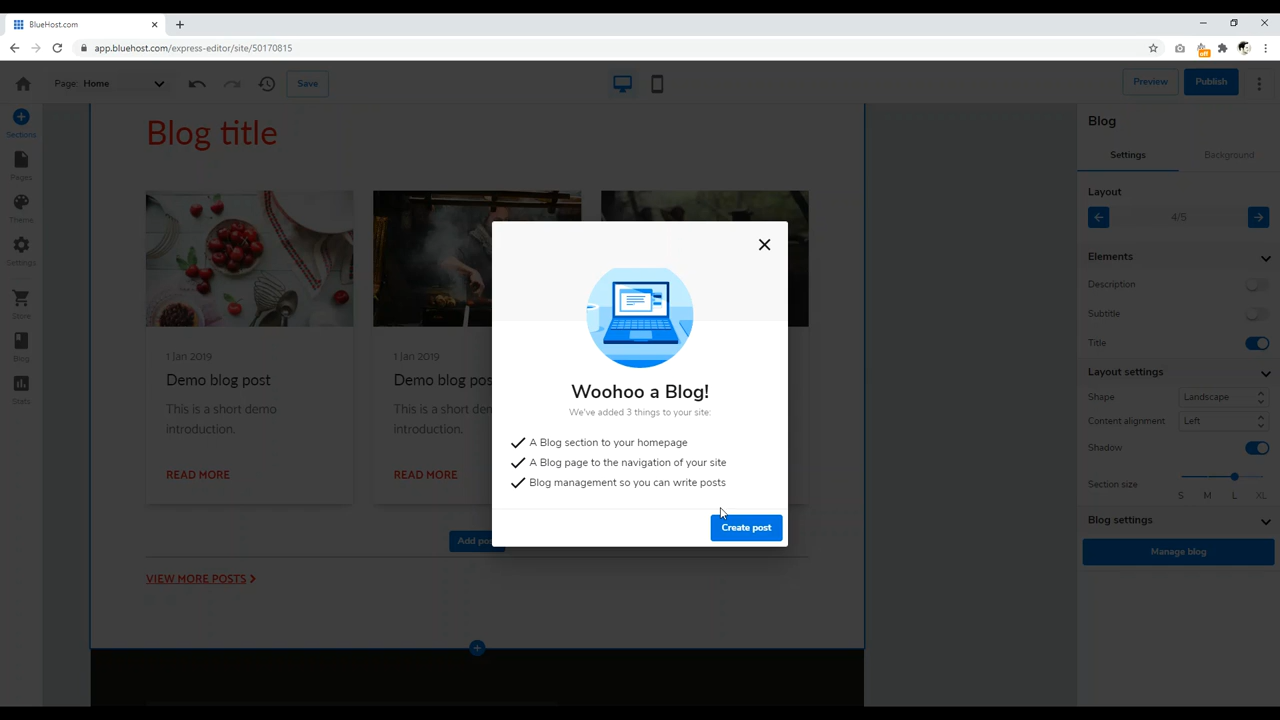 BlueHost.com
app.bluehost.com/express-editor/site/50170815
off
Page: Home
Save
Preview
Publish
Sections
Pages
Theme
Settings
Store
Blog
Stats
Blog title
1 Jan 2019
Demo blog post
This is a short demo
introduction.
READ MORE
1 Jan 2019
Demo blog pos
This is a short den
introduction.
READ MORE
Add pos
VIEW MORE POSTS
Woohoo a Blog!
We've added 3 things to your site:
A Blog section to your homepage
A Blog page to the navigation of your site
Blog management so you can write posts
Create post
Blog
Settings Background
Layout
4/5
Elements
Description
Subtitle
Title
Layout settings
Shape Landscape
Content alignment Left
Shadow
Section size
S M L XL
Blog settings
Manage blog